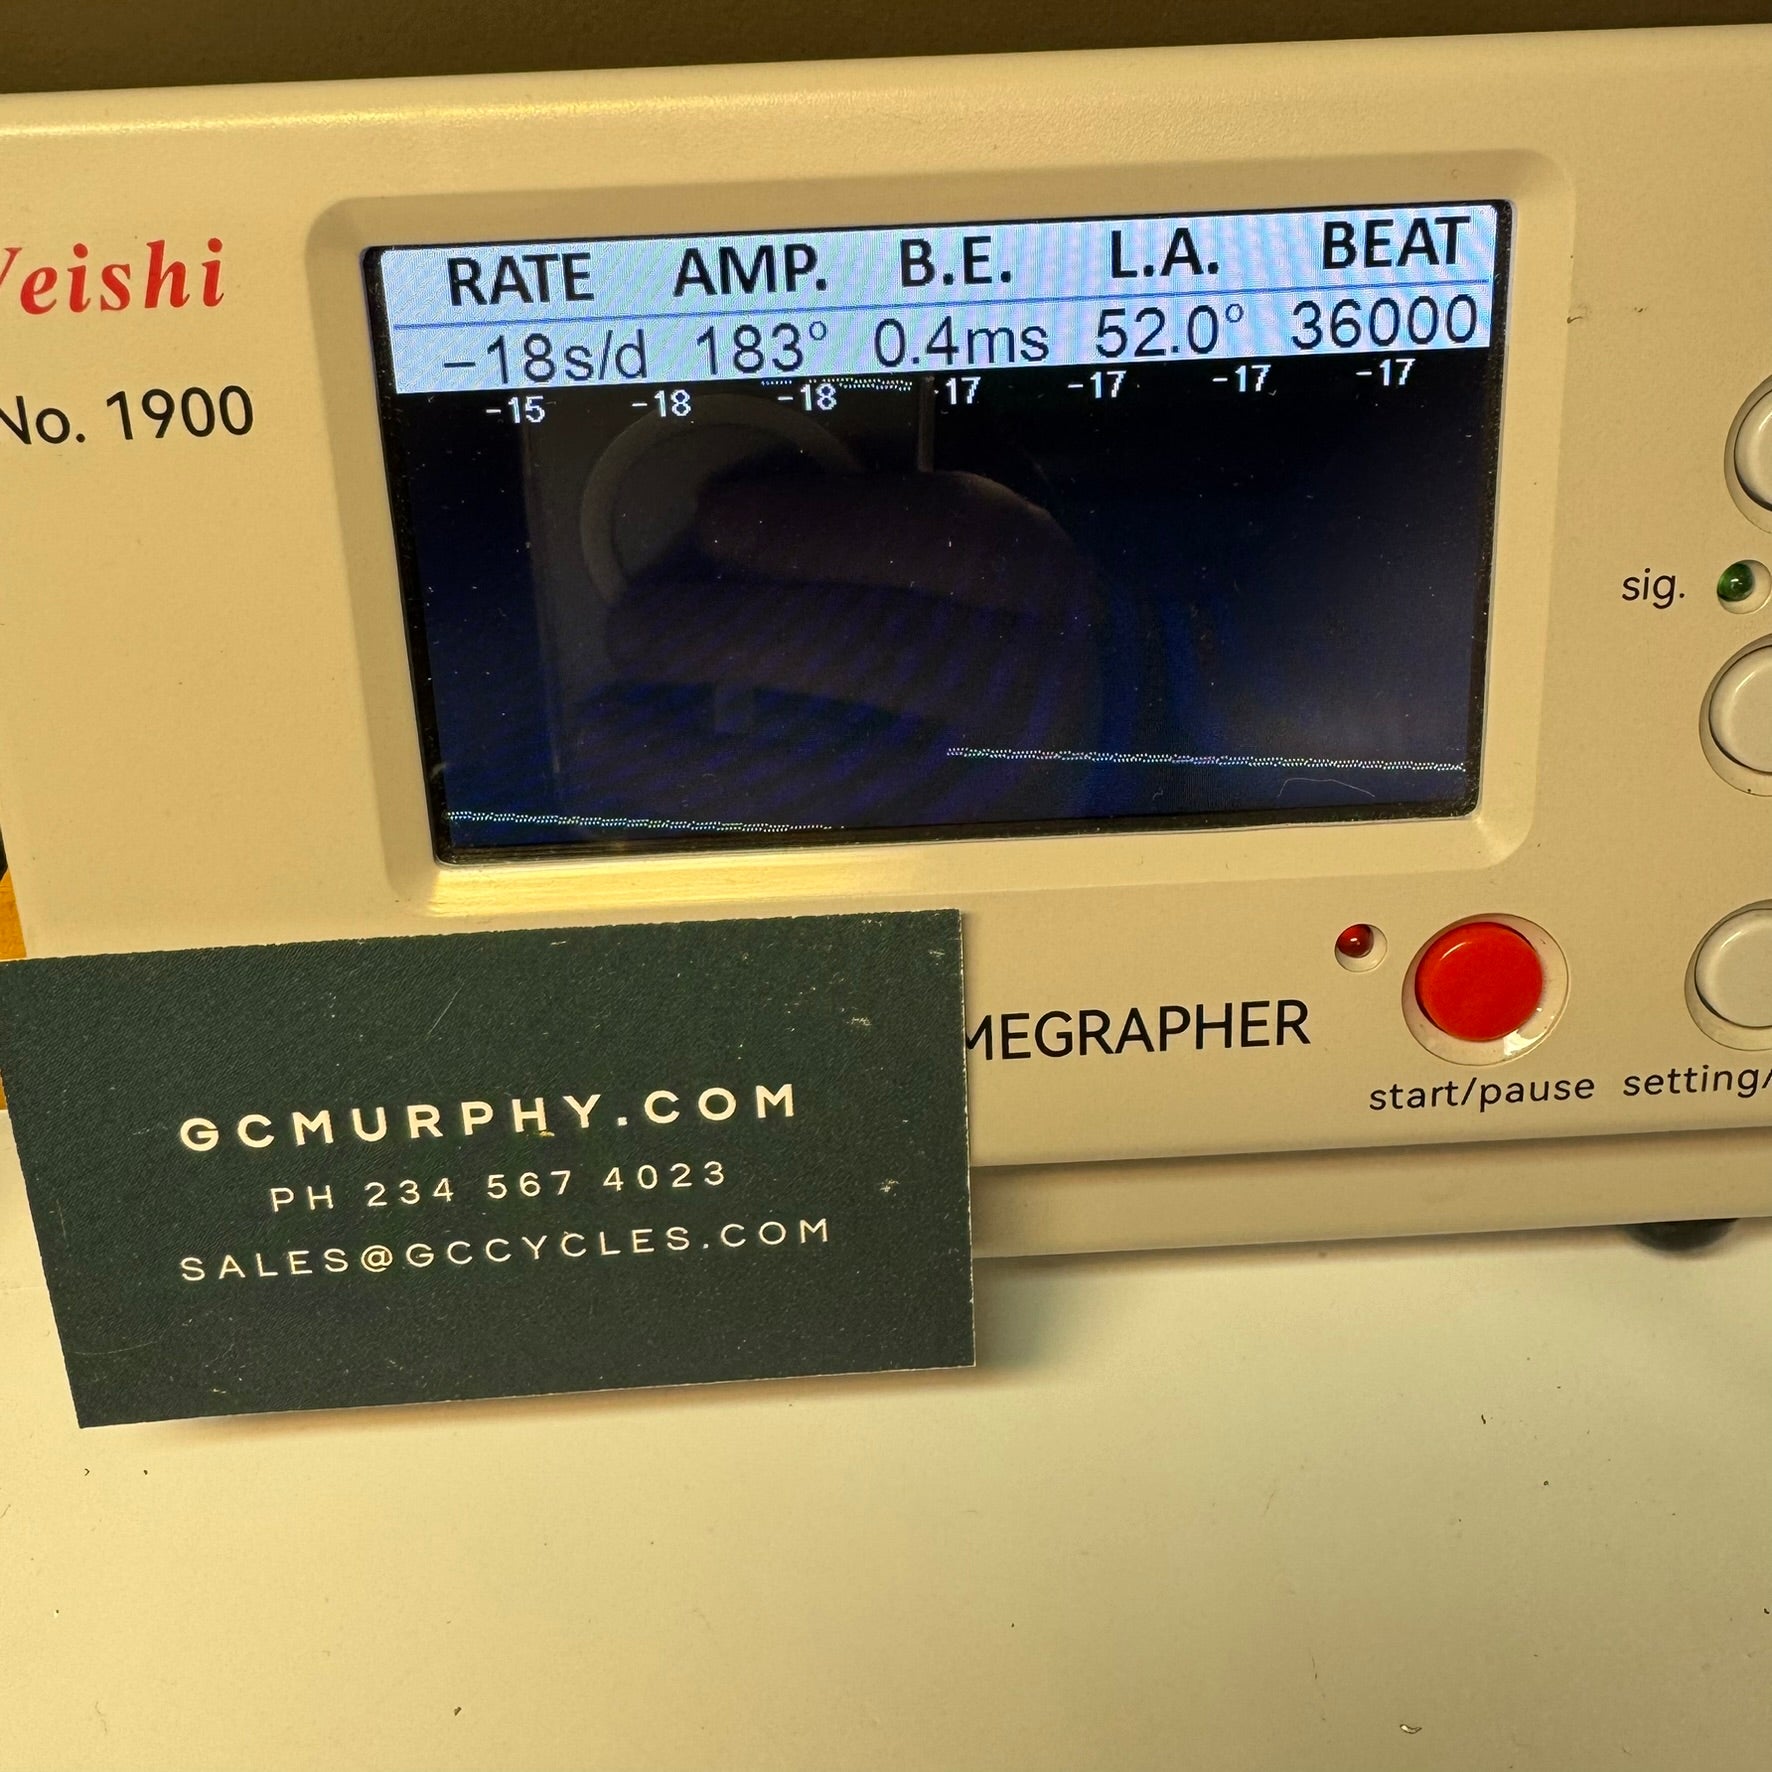 Veishi
No. 1900
RATE AMP. B.E. L.A. BEAT
-18s/d 183° 0.4ms 52.0° 36000
-15 -18 -18 -17 -17 -17 -17
sig.
MEGRAPHER
start/pause setting/
GCMURPHY.COM
PH 234 567 4023
SALES@GCCYCLES.COM